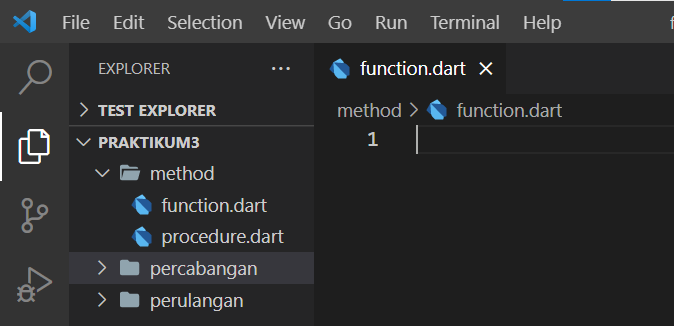 File Edit Selection View Go Run Terminal Help
EXPLORER ···
TEST EXPLORER
PRAKTIKUM3
method
function.dart
procedure.dart
percabangan
perulangan
function.dart
method > function.dart
1